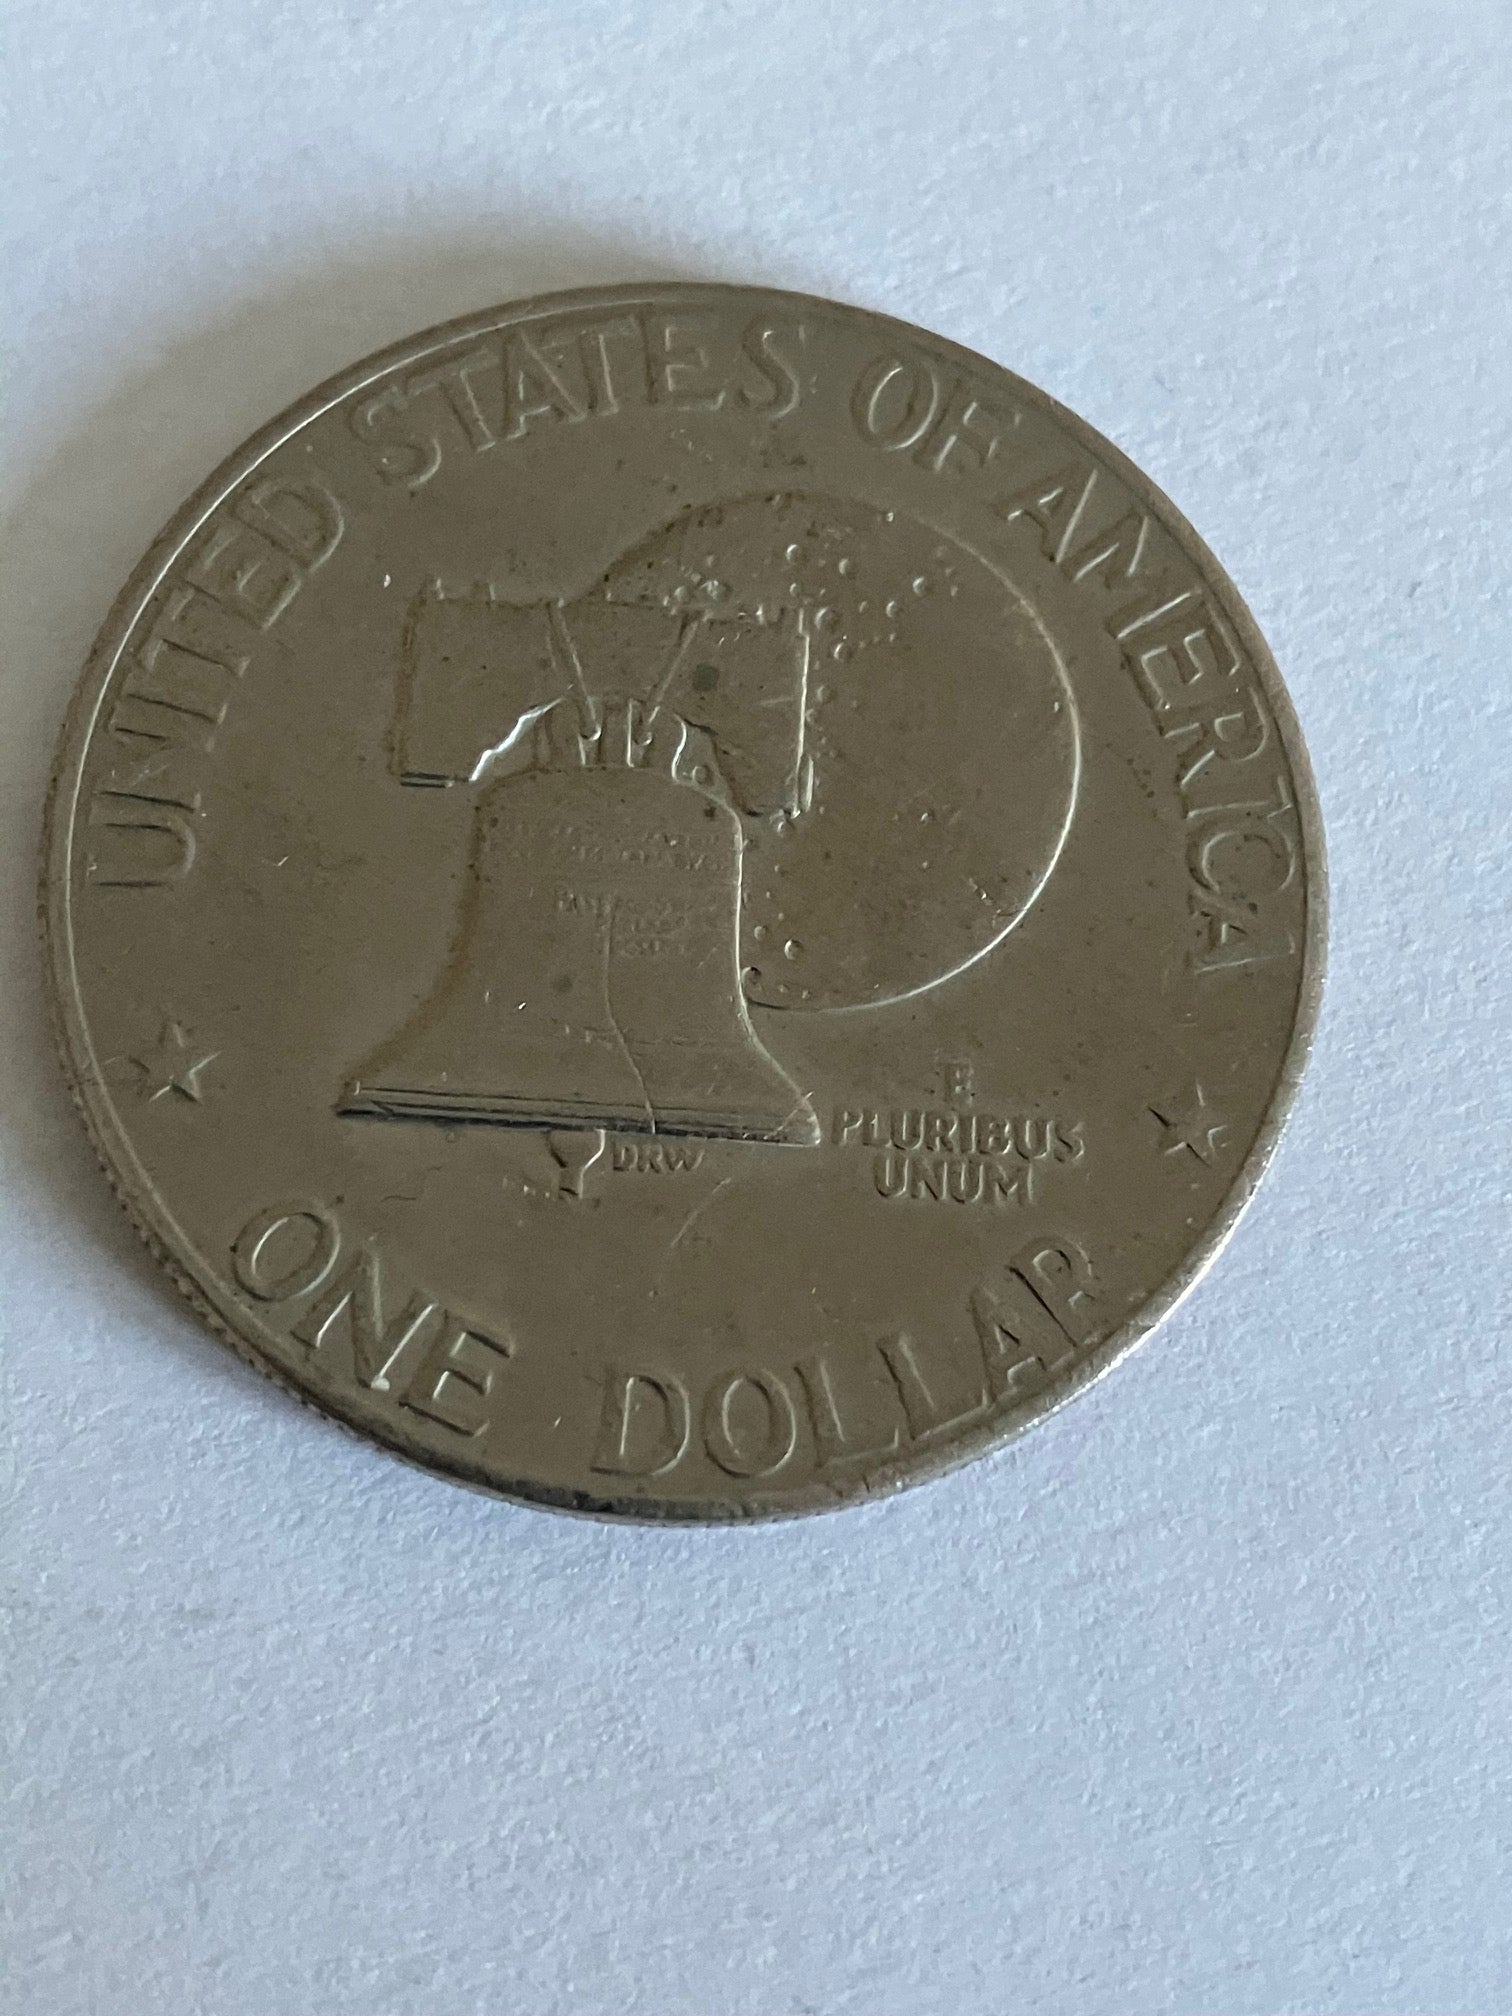 UNITED STATES OF AMERICA
DRW
E
PLURIBUS
UNUM
ONE DOLLAR